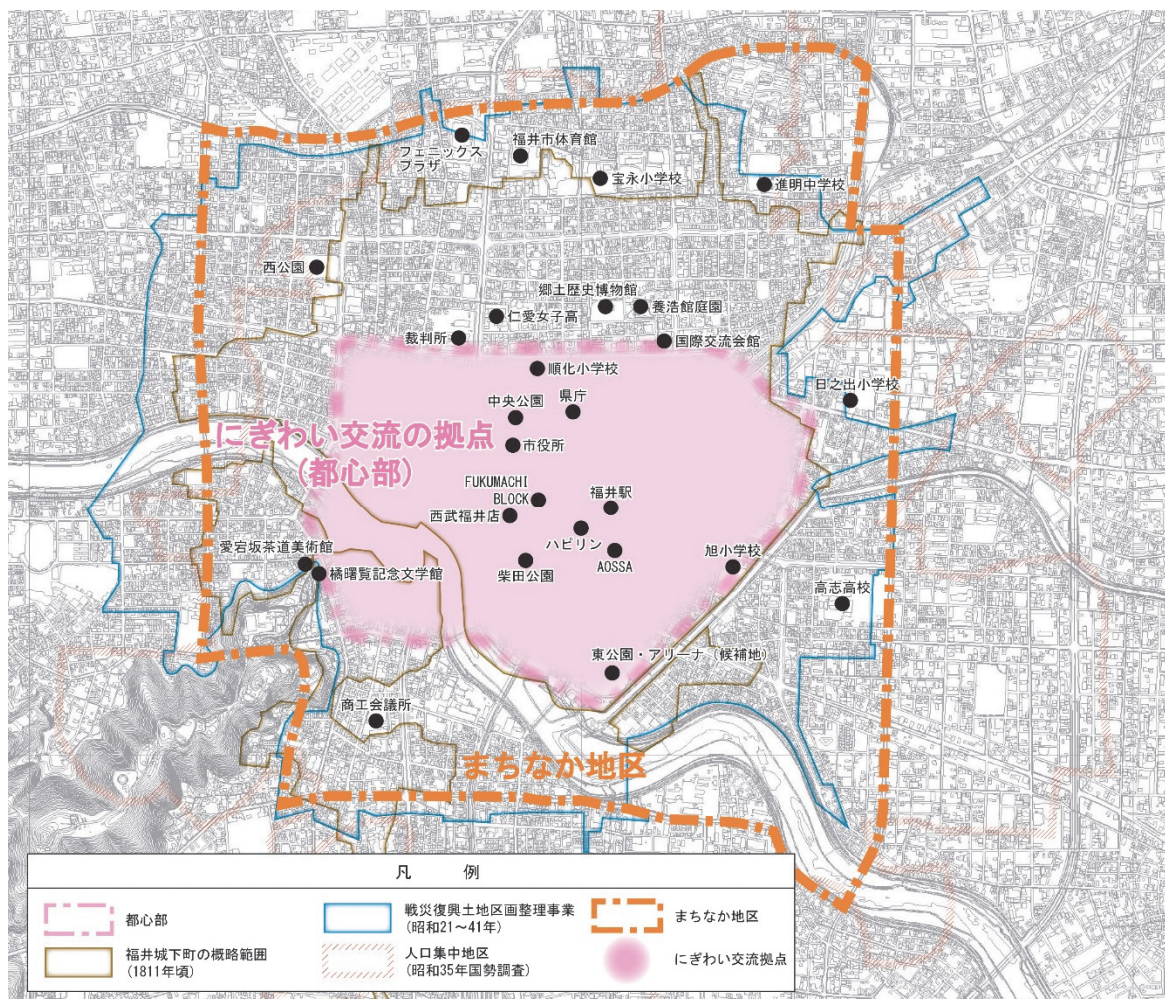 フェニックス
プラザ
福井市体育館
宝永小学校
進明中学校
西公園
郷土歴史博物館
養浩館庭園
仁愛女子高
裁判所
国際交流会館
順化小学校
日之出小学校
中央公園
県庁
にぎわい交流の拠点
(都心部)
市役所
FUKUMACHI
BLOCK
福井駅
西武福井店
ハピリン
愛宕坂茶道美術館
AOSSA
旭小学校
橘曙覧記念文学館
柴田公園
高志高校
東公園・アリーナ（候補地）
商工会議所
まちなか地区
凡 例
都心部
戦災復興土地区画整理事業
(昭和21～41年)
まちなか地区
福井城下町の概略範囲
(1811年頃)
人口集中地区
(昭和35年国勢調査)
にぎわい交流拠点